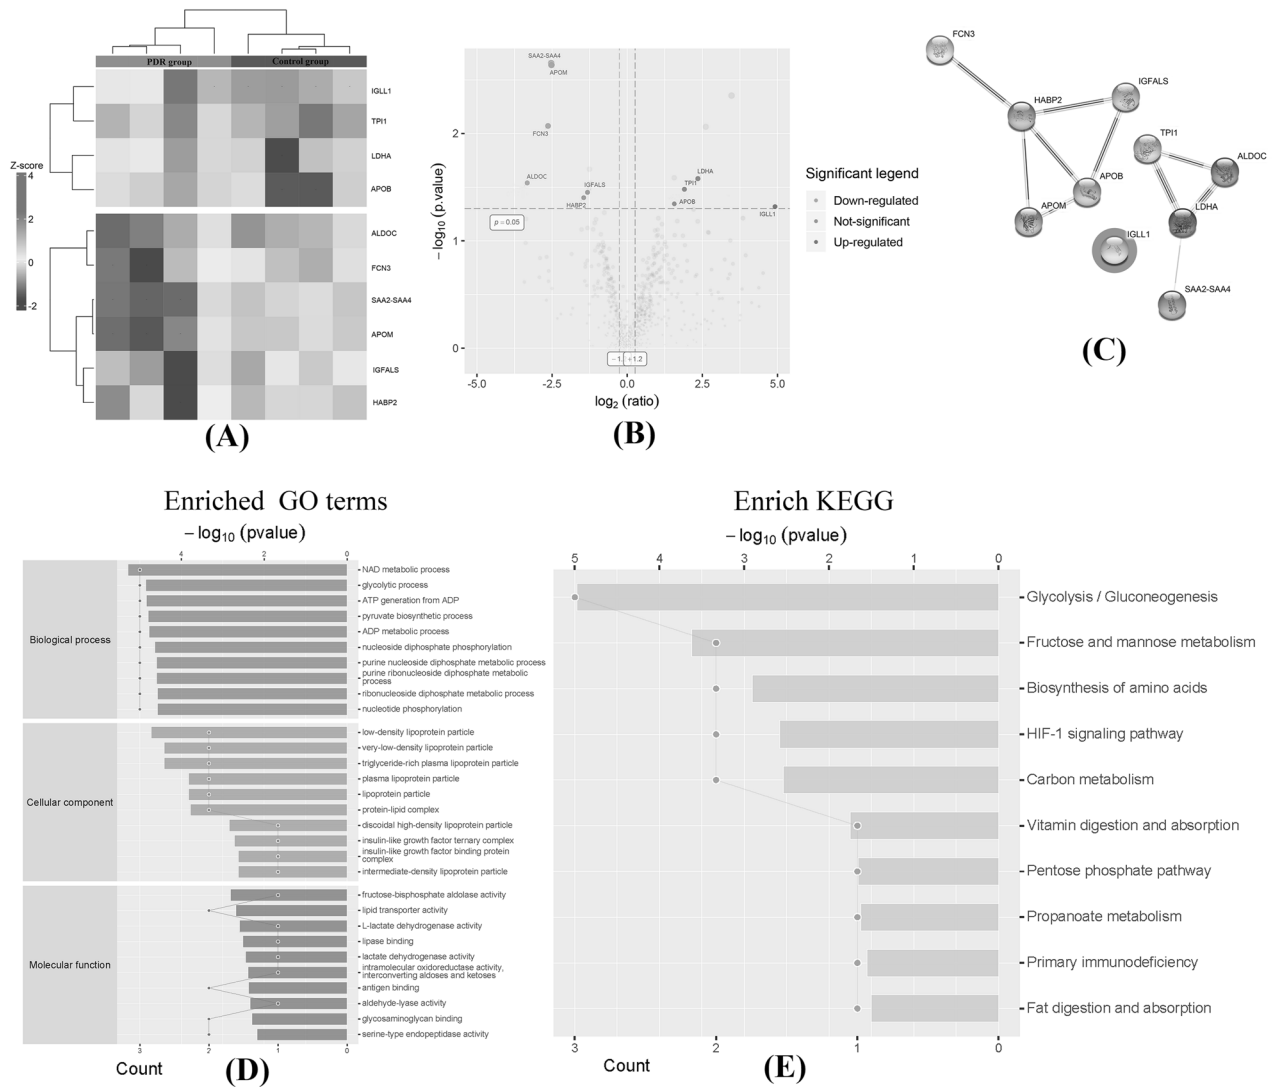 PDR group
Control group
IGLL1
TPI1
LDHA
APOB
ALDOC
FCN3
SAA2-SAA4
APOM
IGFALS
HABP2
Z-score
4
2
0
-2
(A)
SAA2-SAA4
APOM
FCN3
ALDOC
IGFALS
HABP2
LDHA
TPI1
APOB
IGLL1
p = 0.05
+1.2
2
1
0
− log10 (p.value)
-5.0
-2.5
0.0
2.5
5.0
log2 (ratio)
(B)
Significant legend
Down-regulated
Not-significant
Up-regulated
FCN3
HABP2
IGFALS
TPI1
ALDOC
APOB
APOM
LDHA
IGLL1
SAA2-SAA4
(C)
Enriched GO terms
− log10 (pvalue)
4
2
0
Biological process
NAD metabolic process
glycolytic process
ATP generation from ADP
pyruvate biosynthetic process
ADP metabolic process
nucleoside diphosphate phosphorylation
purine nucleoside diphosphate metabolic process
purine ribonucleoside diphosphate metabolic
process
ribonucleoside diphosphate metabolic process
nucleotide phosphorylation
Cellular component
low-density lipoprotein particle
very-low-density lipoprotein particle
triglyceride-rich plasma lipoprotein particle
plasma lipoprotein particle
lipoprotein particle
protein-lipid complex
discoidal high-density lipoprotein particle
insulin-like growth factor ternary complex
insulin-like growth factor binding protein
complex
intermediate-density lipoprotein particle
Molecular function
fructose-bisphosphate aldolase activity
lipid transporter activity
L-lactate dehydrogenase activity
lipase binding
lactate dehydrogenase activity
intramolecular oxidoreductase activity,
interconverting aldoses and ketoses
antigen binding
aldehyde-lyase activity
glycosaminoglycan binding
serine-type endopeptidase activity
3
2
1
0
Count
(D)
Enrich KEGG
− log10 (pvalue)
5
4
3
2
1
0
Glycolysis / Gluconeogenesis
Fructose and mannose metabolism
Biosynthesis of amino acids
HIF-1 signaling pathway
Carbon metabolism
Vitamin digestion and absorption
Pentose phosphate pathway
Propanoate metabolism
Primary immunodeficiency
Fat digestion and absorption
3
2
1
0
Count
(E)